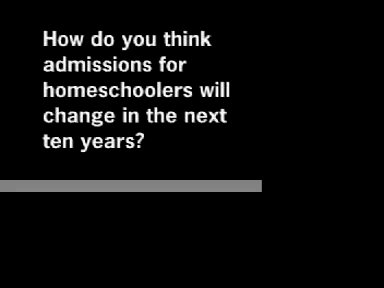 How do you think
admissions for
homeschoolers will
change in the next
ten years?